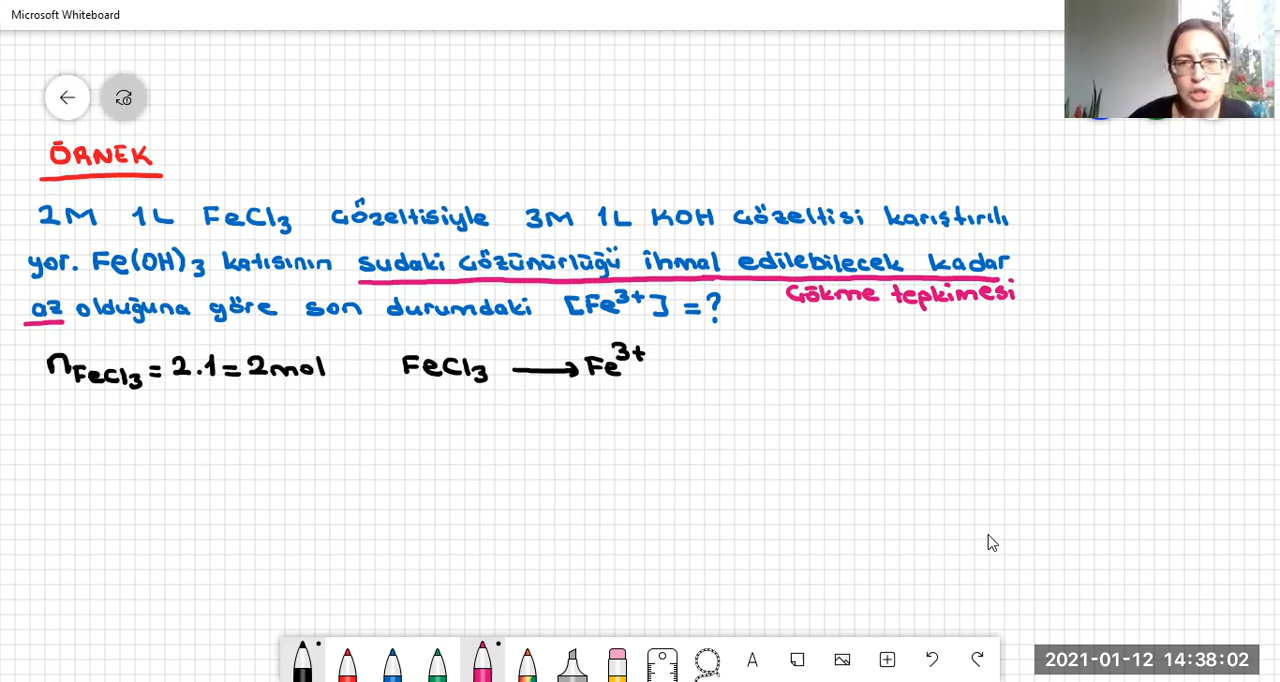 Microsoft Whiteboard
ÖRNEK
2M 1L FeCl3 çözeltisiyle 3M 1L KOH çözeltisi karıştırılı
yor. Fe(OH)3 katısının sudaki çözünürlüğü ihmal edilebilecek kadar
az olduğuna göre son durumdaki [Fe3+] = ?
Çökme tepkimesi
nFeCl3 = 2.1 = 2mol FeCl3 → Fe3+
A
2021-01-12 14:38:02